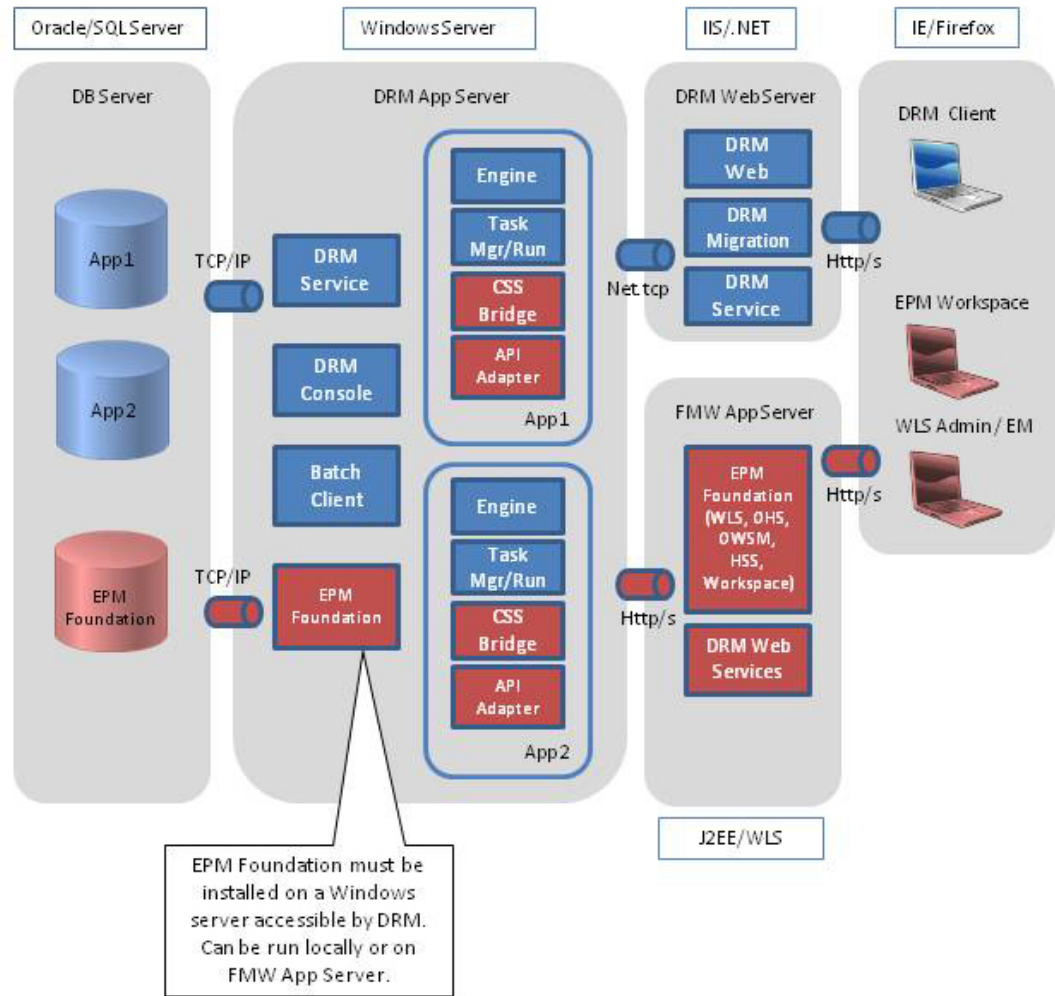 Oracle/SQLServer
Windows Server
IIS/.NET
IE/Firefox
DB Server
App1
App2
EPM
Foundation
TCP/IP
TCP/IP
DRM App Server
DRM
Service
DRM
Console
Batch
Client
EPM
Foundation
Engine
Task
Mgr/Run
CSS
Bridge
API
Adapter
App1
Engine
Task
Mgr/Run
CSS
Bridge
API
Adapter
App2
Net.tcp
Http/s
DRM WebServer
DRM
Web
DRM
Migration
DRM
Service
FMW AppServer
EPM
Foundation
(WLS, OHS,
OWSM,
HSS,
Workspace)
DRM Web
Services
Http/s
Http/s
DRM Client
EPM Workspace
WLS Admin / EM
J2EE/WLS
EPM Foundation must be
installed on a Windows
server accessible by DRM.
Can be run locally or on
FMW App Server.